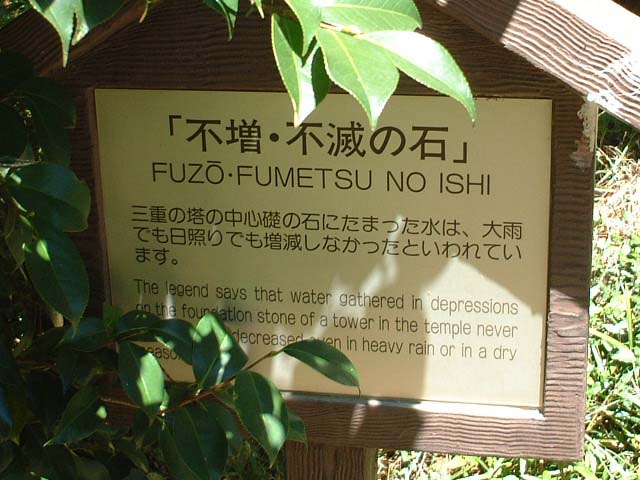 「不増・不滅の石」
FUZŌ·FUMETSU NO ISHI
三重の塔の中心礎の石にたまった水は、大雨
でも日照りでも増減しなかったといわれてい
ます。
The legend says that water gathered in depressions
on the foundation stone of a tower in the temple never
decreased even in heavy rain or in a dry